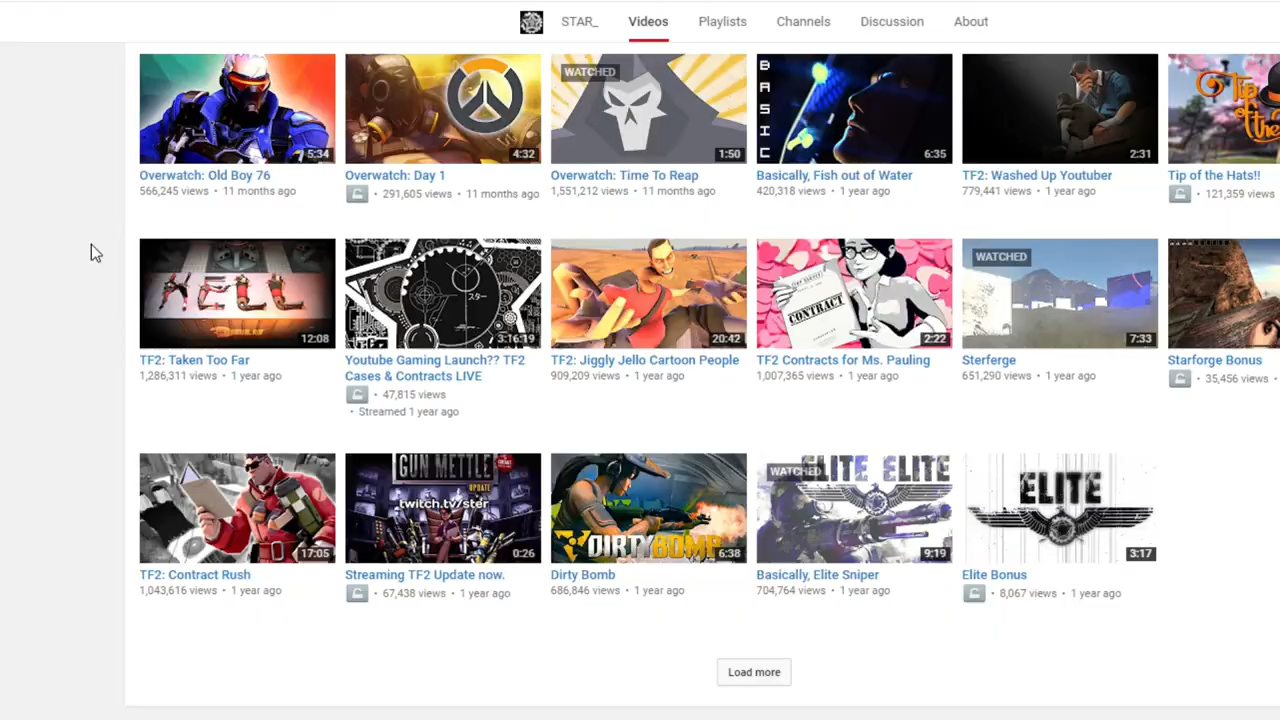 STAR_ Videos Playlists Channels Discussion About
WATCHED
BASIC
Tip
of the
5:34 4:32 1:50 6:35 2:31
Overwatch: Old Boy 76 Overwatch: Day 1 Overwatch: Time To Reap Basically, Fish out of Water TF2: Washed Up Youtuber Tip of the Hats!!
566,245 views • 11 months ago • 291,605 views • 11 months ago 1,551,212 views • 11 months ago 420,318 views • 1 year ago 779,441 views • 1 year ago • 121,359 views
WATCHED
HELL
スター
CONTRACT
12:08 3:16:19 20:42 2:22 7:33
TF2: Taken Too Far Youtube Gaming Launch?? TF2 TF2: Jiggly Jello Cartoon People TF2 Contracts for Ms. Pauling Sterferge Starforge Bonus
1,286,311 views • 1 year ago Cases & Contracts LIVE 909,209 views • 1 year ago 1,007,365 views • 1 year ago 651,290 views • 1 year ago • 35,456 views
• 47,815 views
• Streamed 1 year ago
GUN METTLE
UPDATE
twitch.tv/ster
DIRTY BOMB
WATCHED
ELITE ELITE
ELITE
17:05 0:26 6:38 9:19 3:17
TF2: Contract Rush Streaming TF2 Update now. Dirty Bomb Basically, Elite Sniper Elite Bonus
1,043,616 views • 1 year ago • 67,438 views • 1 year ago 686,846 views • 1 year ago 704,764 views • 1 year ago • 8,067 views • 1 year ago
Load more